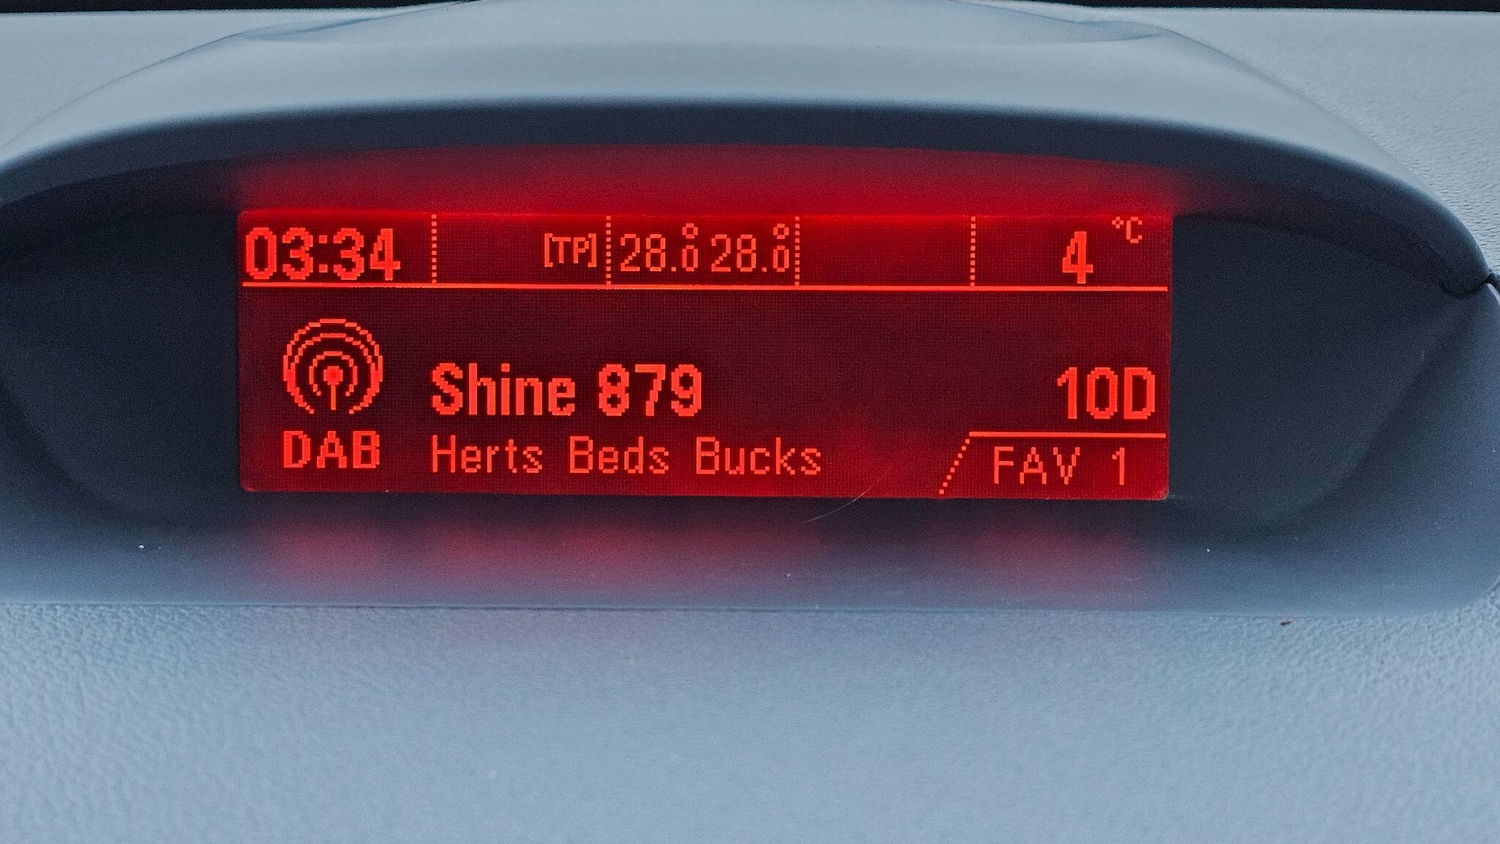 03:34 [TP] 28.0° 28.0° 4 °C
Shine 879 10D
DAB Herts Beds Bucks FAV 1